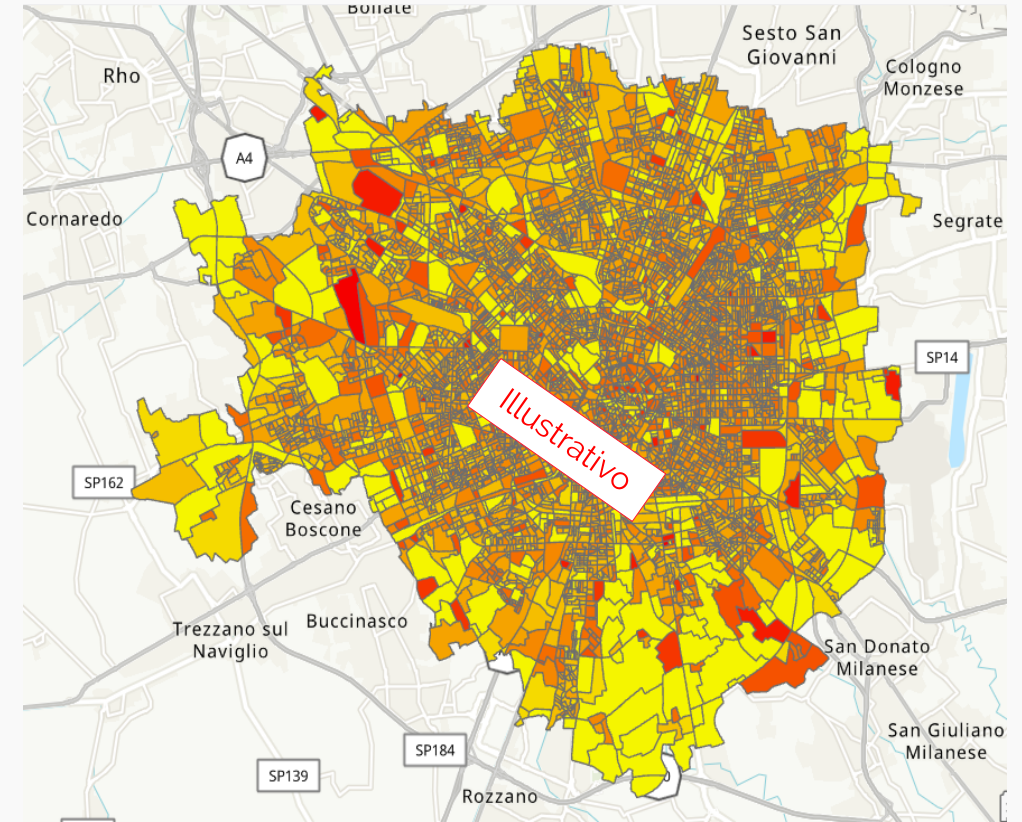 Bollate
Sesto San
Giovanni
Rho
Cologno
Monzese
A4
Cornaredo
Segrate
SP14
Illustrativo
SP162
Cesano
Boscone
Buccinasco
Trezzano sul
Naviglio
San Donato
Milanese
San Giuliano
Milanese
SP184
SP139
Rozzano